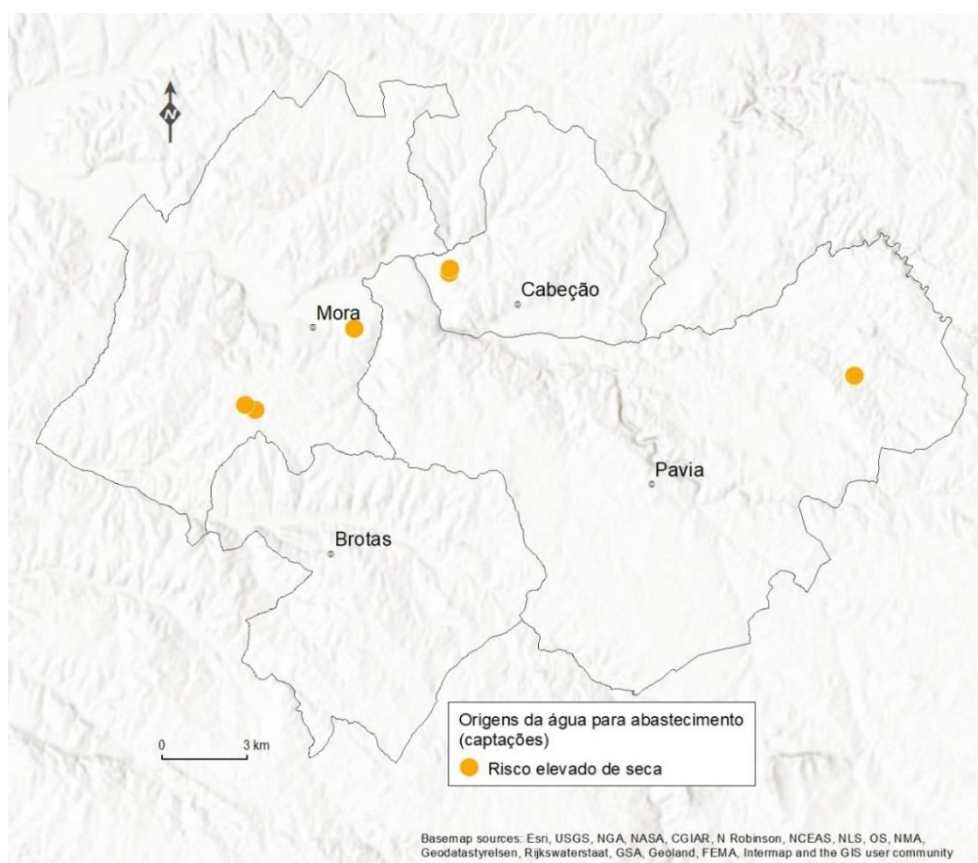 N
Cabeção
Mora
Pavia
Brotas
Origens da água para abastecimento
(captações)
Risco elevado de seca
0 3 km
Basemap sources: Esri, USGS, NGA, NASA, CGIAR, N Robinson, NCEAS, NLS, OS, NMA,
Geodatastyrelsen, Rijkswaterstaat, GSA, Geoland, FEMA, Intermap and the GIS user community